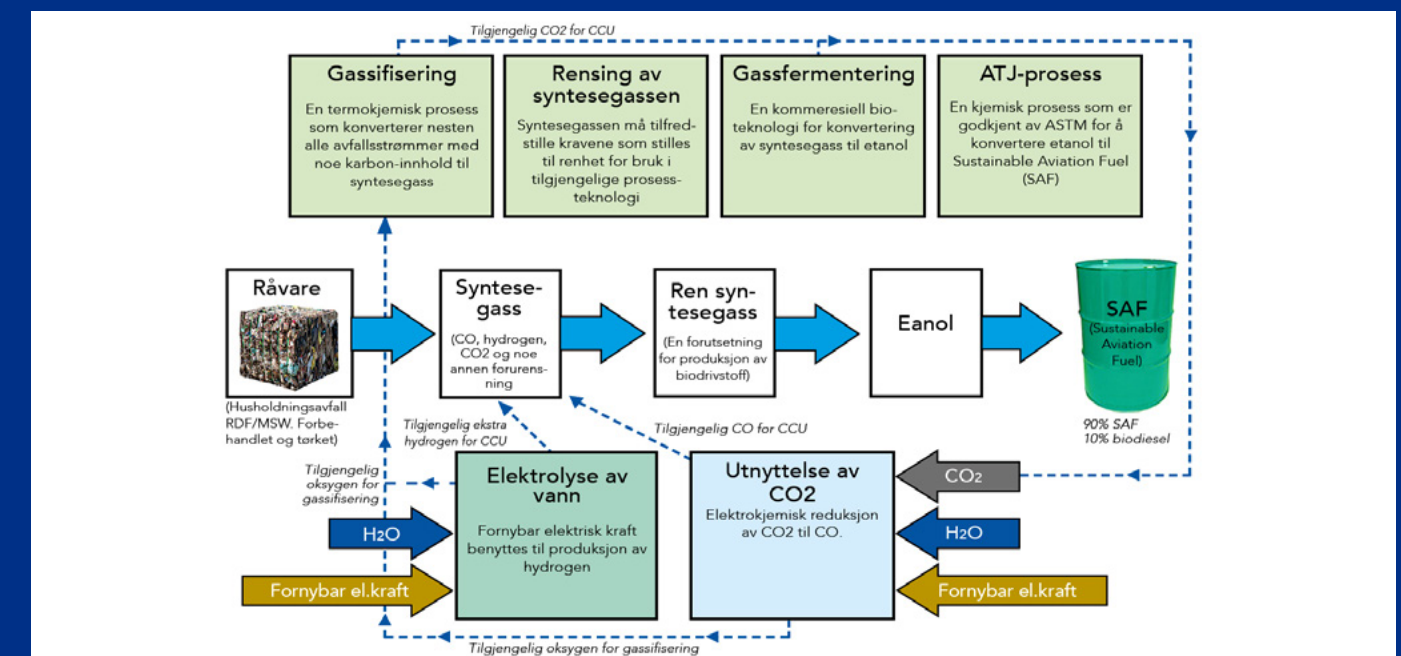 Tilgjengelig CO2 for CCU
Gassifisering
En termokjemisk prosess
som konverterer nesten
alle avfallsstrømmer med
noe karbon-innhold til
syntesegass
Rensing av
syntesegassen
Syntesegassen må tilfred-
stille kravene som stilles
til renhet for bruk i
tilgjengelige prosess-
teknologi
Gassfermentering
En kommeresiell bio-
teknologi for konvertering
av syntesegass til etanol
ATJ-prosess
En kjemisk prosess som er
godkjent av ASTM for å
konvertere etanol til
Sustainable Aviation Fuel
(SAF)
Råvare
(Husholdningsavfall
RDF/MSW. Forbe-
handlet og tørket)
Syntese-
gass
(CO, hydrogen,
CO2 og noe
annen forurens-
ning
Ren syn-
tesegass
(En forutsetning
for produksjon av
biodrivstoff)
Eanol
SAF
(Sustainable
Aviation
Fuel)
90% SAF
10% biodiesel
Tilgjengelig ekstra
hydrogen for CCU
Tilgjengelig CO for CCU
Tilgjengelig
oksygen for
gassifisering
H2O
Fornybar el.kraft
Elektrolyse av
vann
Fornybar elektrisk kraft
benyttes til produksjon av
hydrogen
Utnyttelse av
CO2
Elektrokjemisk reduksjon
av CO2 til CO.
CO2
H2O
Fornybar el.kraft
Tilgjengelig oksygen for gassifisering